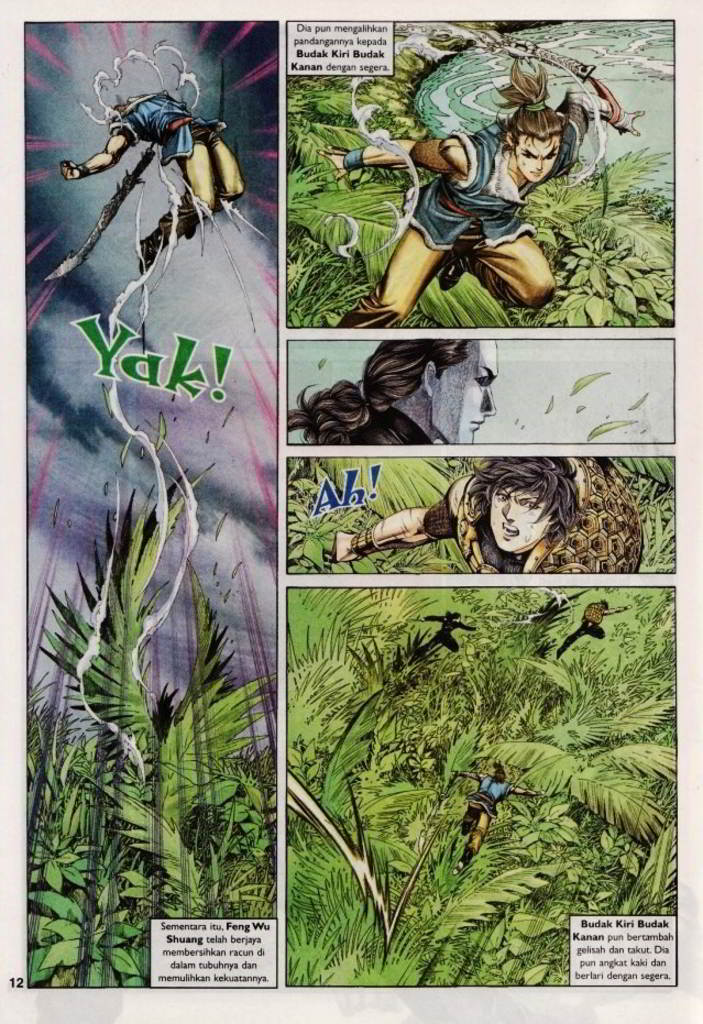 Yak!
Sementara itu, Feng Wu
Shuang telah berjaya
membersihkan racun di
dalam tubuhnya dan
memulihkan kekuatannya.
Dia pun mengalihkan
pandangannya kepada
Budak Kiri Budak
Kanan dengan segera.
Ah!
Budak Kiri Budak
Kanan pun bertambah
gelisah dan takut. Dia
pun angkat kaki dan
berlari dengan segera.
12